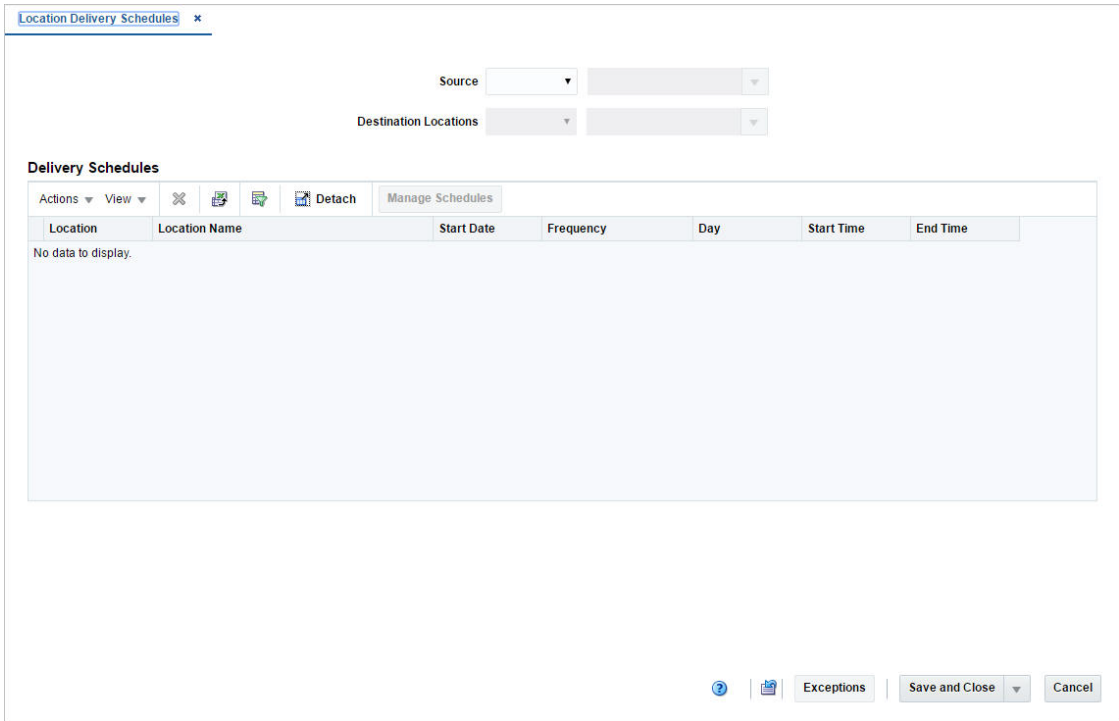 Location Delivery Schedules
Source
Destination Locations
Delivery Schedules
Actions View Detach Manage Schedules
Location Location Name Start Date Frequency Day Start Time End Time
No data to display.
Exceptions Save and Close Cancel